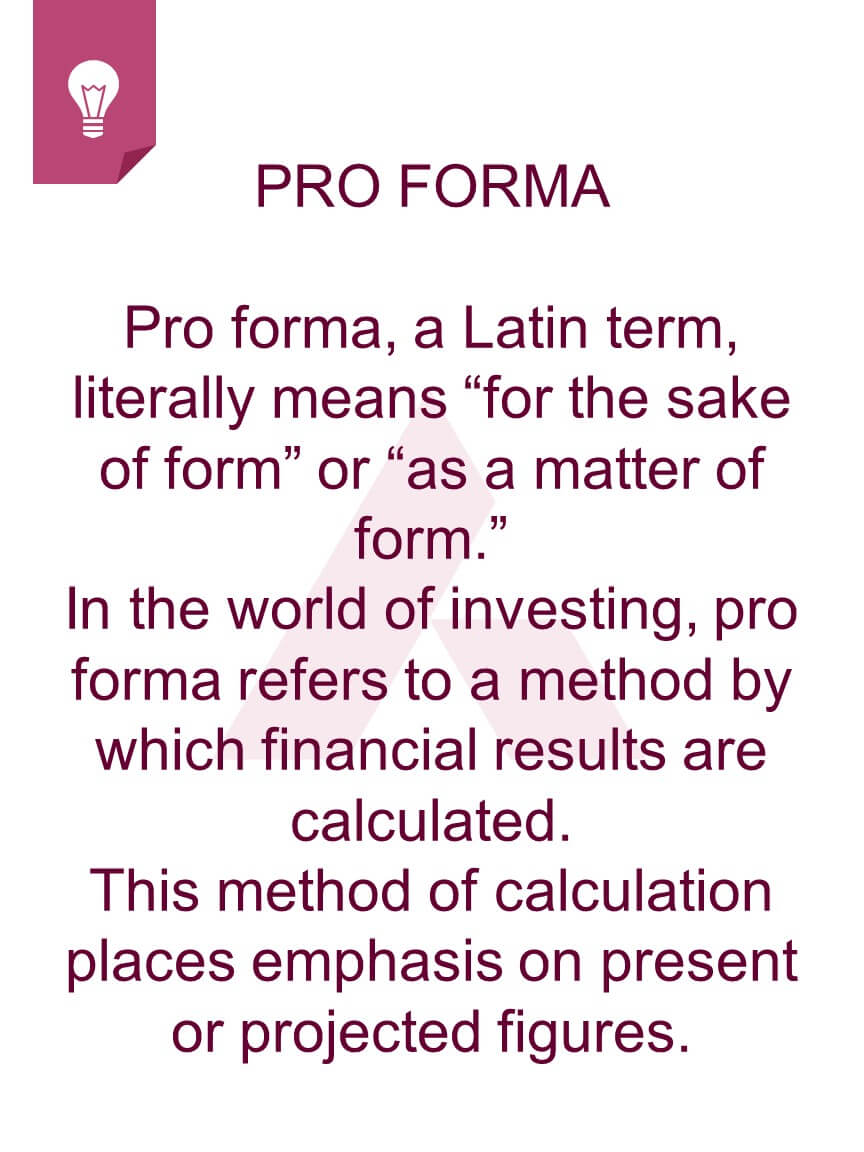 PRO FORMA
Pro forma, a Latin term,
literally means “for the sake
of form” or “as a matter of
form.”
In the world of investing, pro
forma refers to a method by
which financial results are
calculated.
This method of calculation
places emphasis on present
or projected figures.